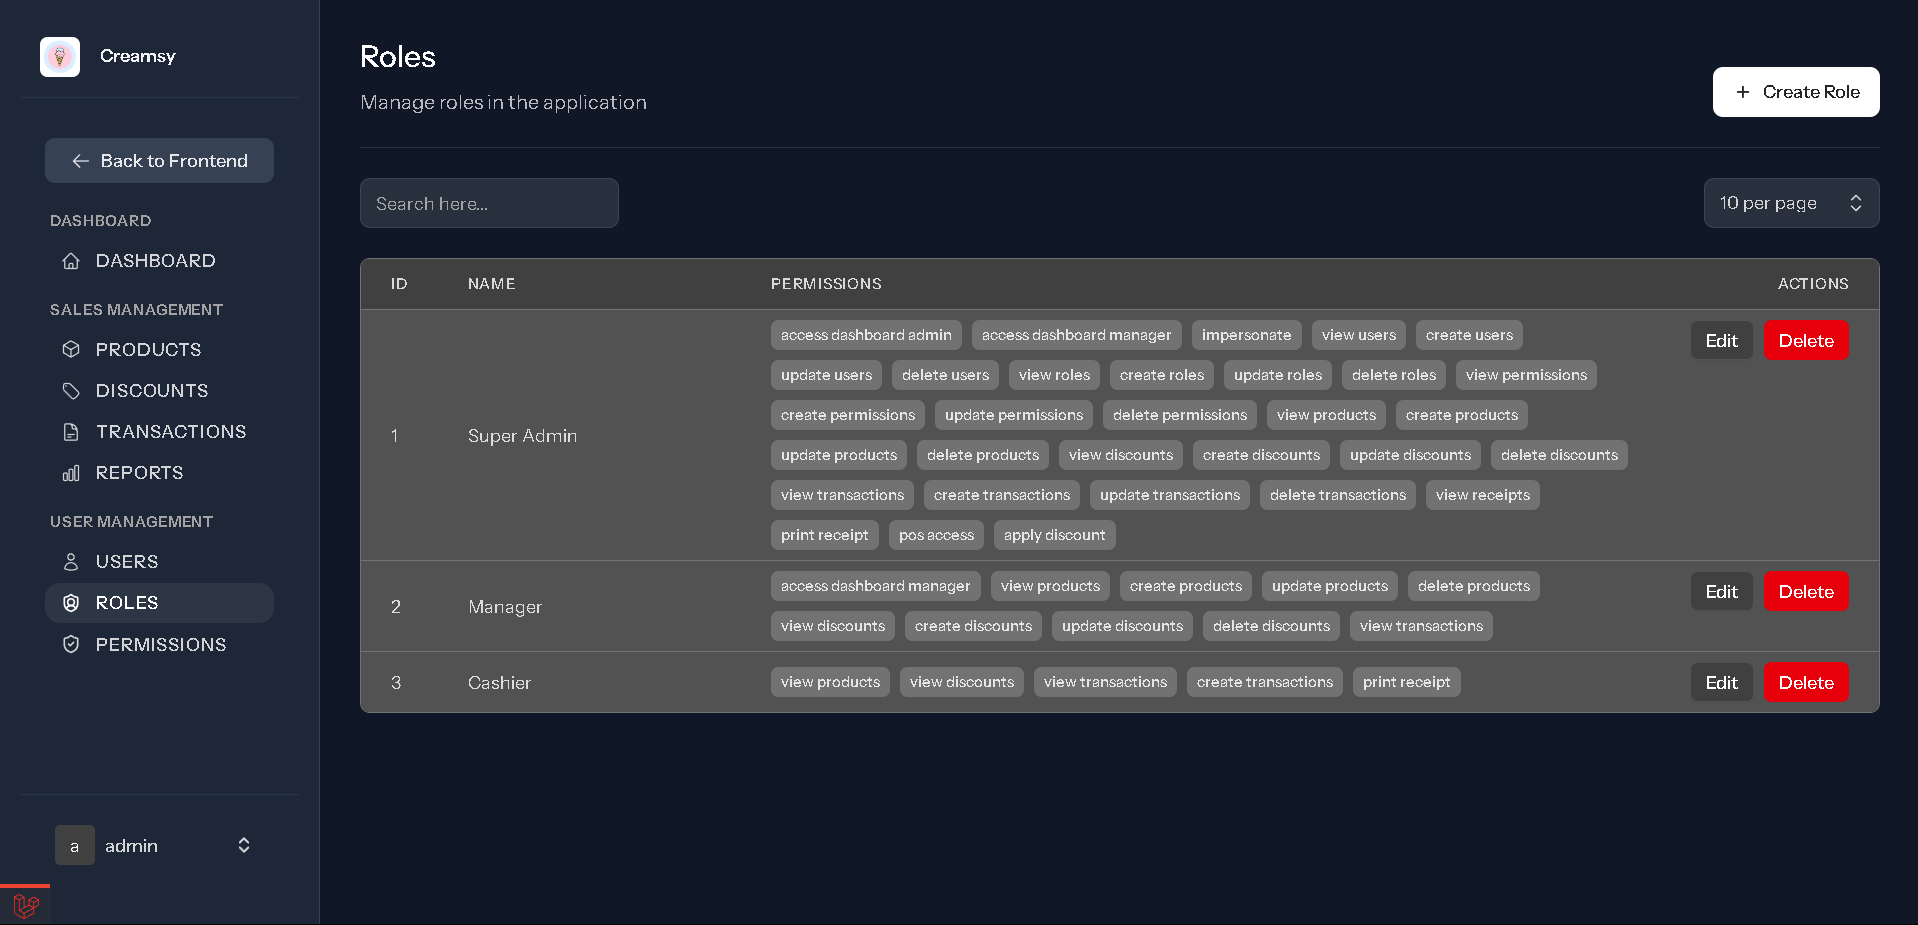 Creamsy
Back to Frontend
DASHBOARD
DASHBOARD
SALES MANAGEMENT
PRODUCTS
DISCOUNTS
TRANSACTIONS
REPORTS
USER MANAGEMENT
USERS
ROLES
PERMISSIONS
a admin
Roles
Manage roles in the application
+ Create Role
Search here...
10 per page
ID NAME PERMISSIONS ACTIONS
access dashboard admin access dashboard manager impersonate view users create users Edit Delete
update users delete users view roles create roles update roles delete roles view permissions
create permissions update permissions delete permissions view products create products
1 Super Admin
update products delete products view discounts create discounts update discounts delete discounts
view transactions create transactions update transactions delete transactions view receipts
print receipt pos access apply discount
access dashboard manager view products create products update products delete products Edit Delete
2 Manager
view discounts create discounts update discounts delete discounts view transactions
3 Cashier view products view discounts view transactions create transactions print receipt Edit Delete